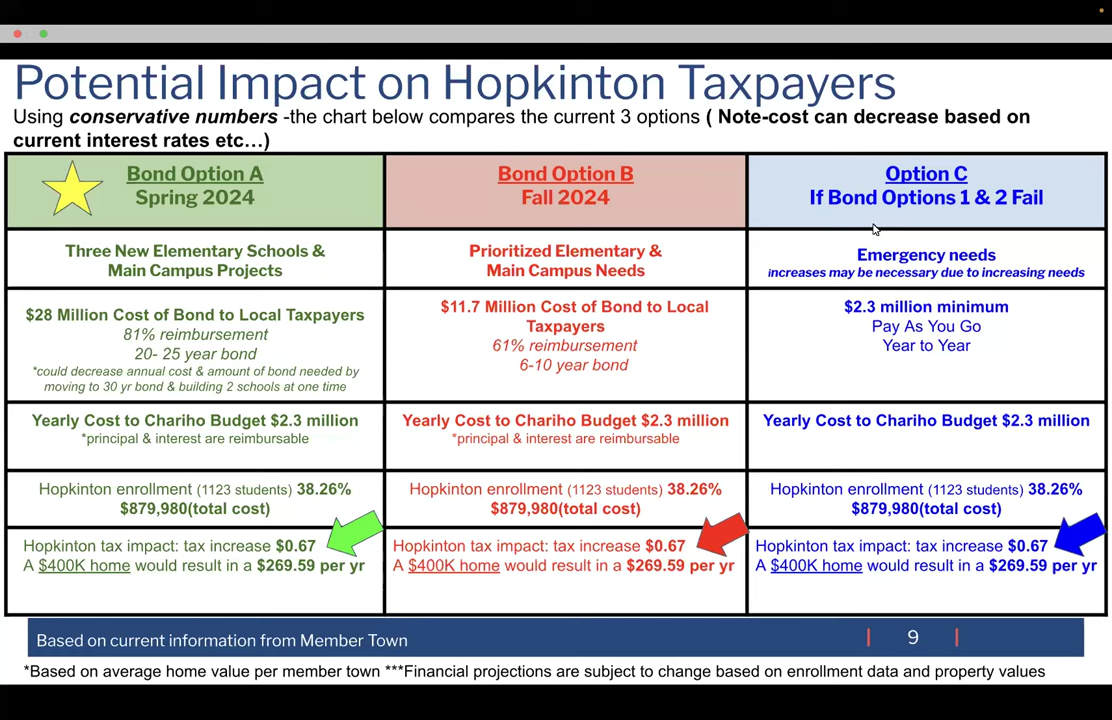 Potential Impact on Hopkinton Taxpayers
Using conservative numbers -the chart below compares the current 3 options ( Note-cost can decrease based on
current interest rates etc...)
Bond Option A
Spring 2024
Bond Option B
Fall 2024
Option C
If Bond Options 1 & 2 Fail
Three New Elementary Schools &
Main Campus Projects
Prioritized Elementary &
Main Campus Needs
Emergency needs
increases may be necessary due to increasing needs
$28 Million Cost of Bond to Local Taxpayers
81% reimbursement
20- 25 year bond
*could decrease annual cost & amount of bond needed by
moving to 30 yr bond & building 2 schools at one time
$11.7 Million Cost of Bond to Local
Taxpayers
61% reimbursement
6-10 year bond
$2.3 million minimum
Pay As You Go
Year to Year
Yearly Cost to Chariho Budget $2.3 million
*principal & interest are reimbursable
Yearly Cost to Chariho Budget $2.3 million
*principal & interest are reimbursable
Yearly Cost to Chariho Budget $2.3 million
Hopkinton enrollment (1123 students) 38.26%
$879,980(total cost)
Hopkinton enrollment (1123 students) 38.26%
$879,980(total cost)
Hopkinton enrollment (1123 students) 38.26%
$879,980(total cost)
Hopkinton tax impact: tax increase $0.67
A $400K home would result in a $269.59 per yr
Hopkinton tax impact: tax increase $0.67
A $400K home would result in a $269.59 per yr
Hopkinton tax impact: tax increase $0.67
A $400K home would result in a $269.59 per yr
Based on current information from Member Town
9
*Based on average home value per member town ***Financial projections are subject to change based on enrollment data and property values